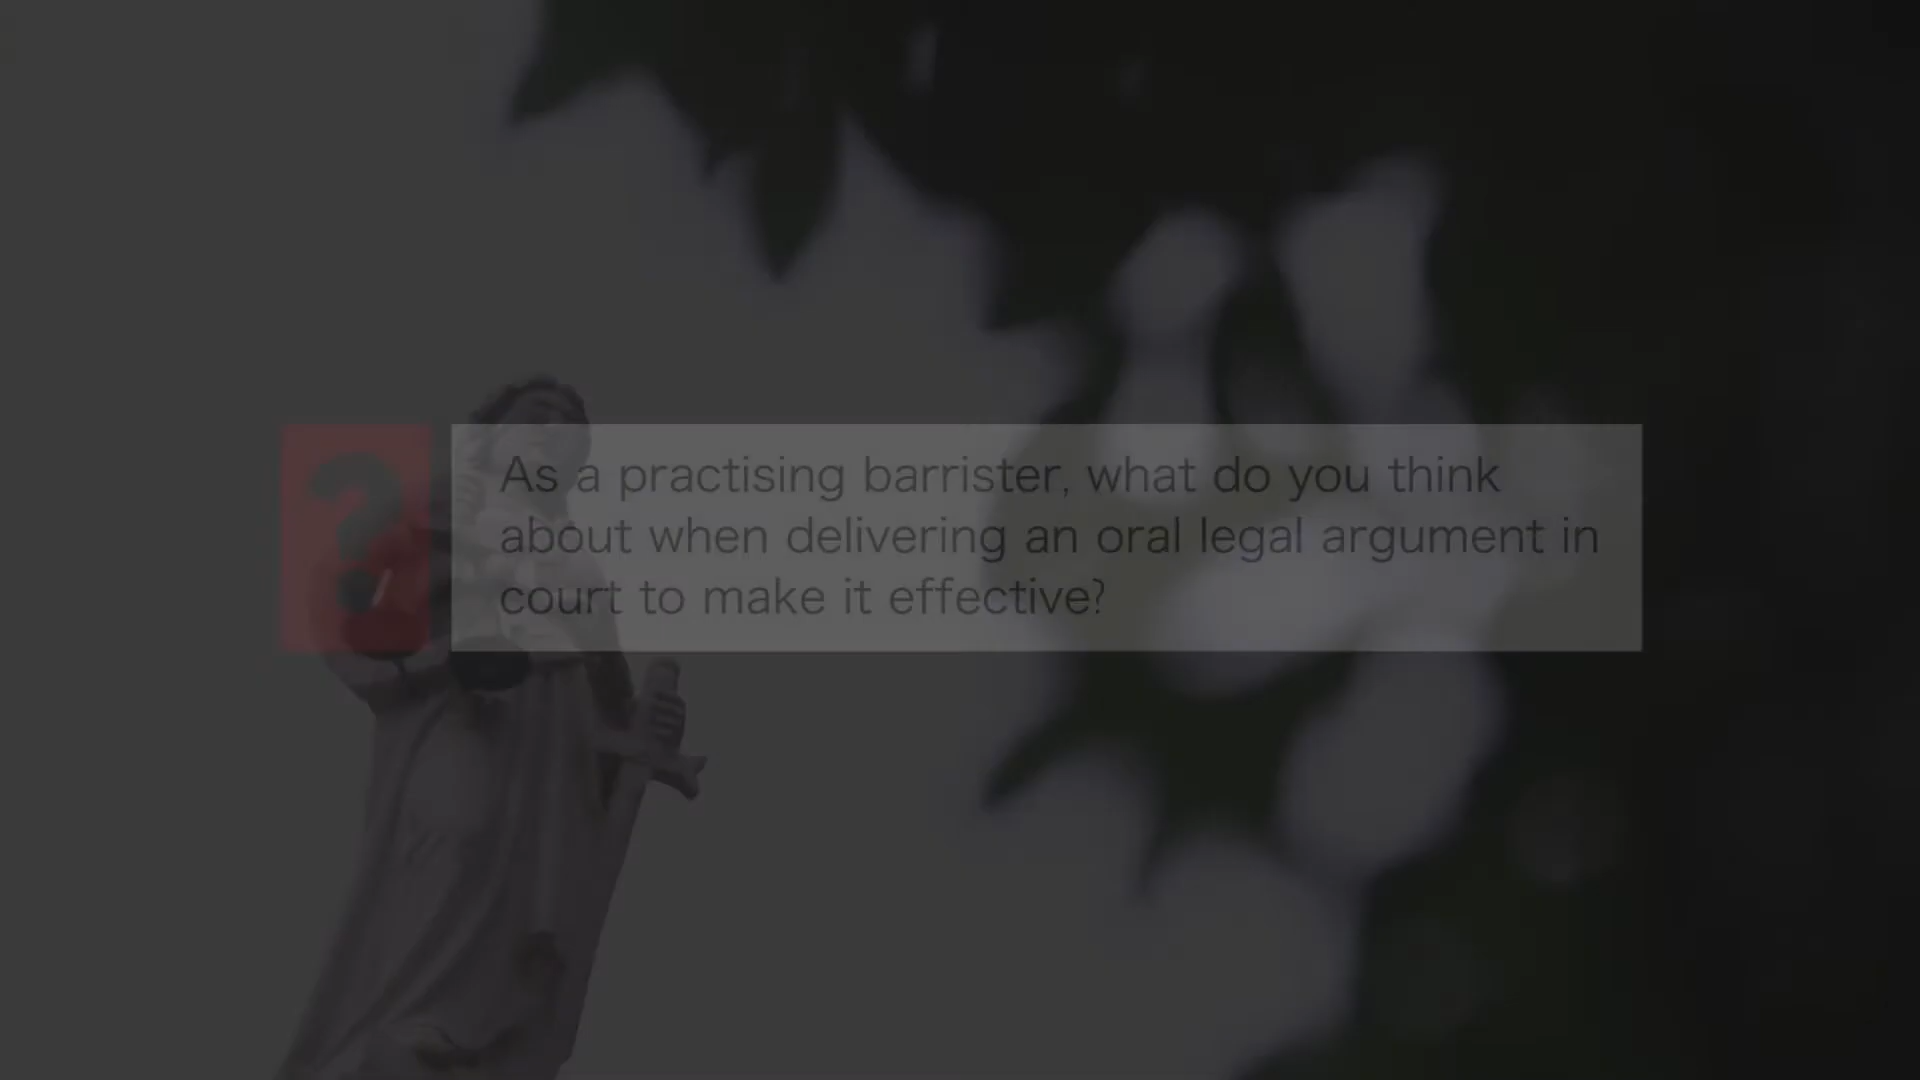 ?
As a practising barrister, what do you think
about when delivering an oral legal argument in
court to make it effective?